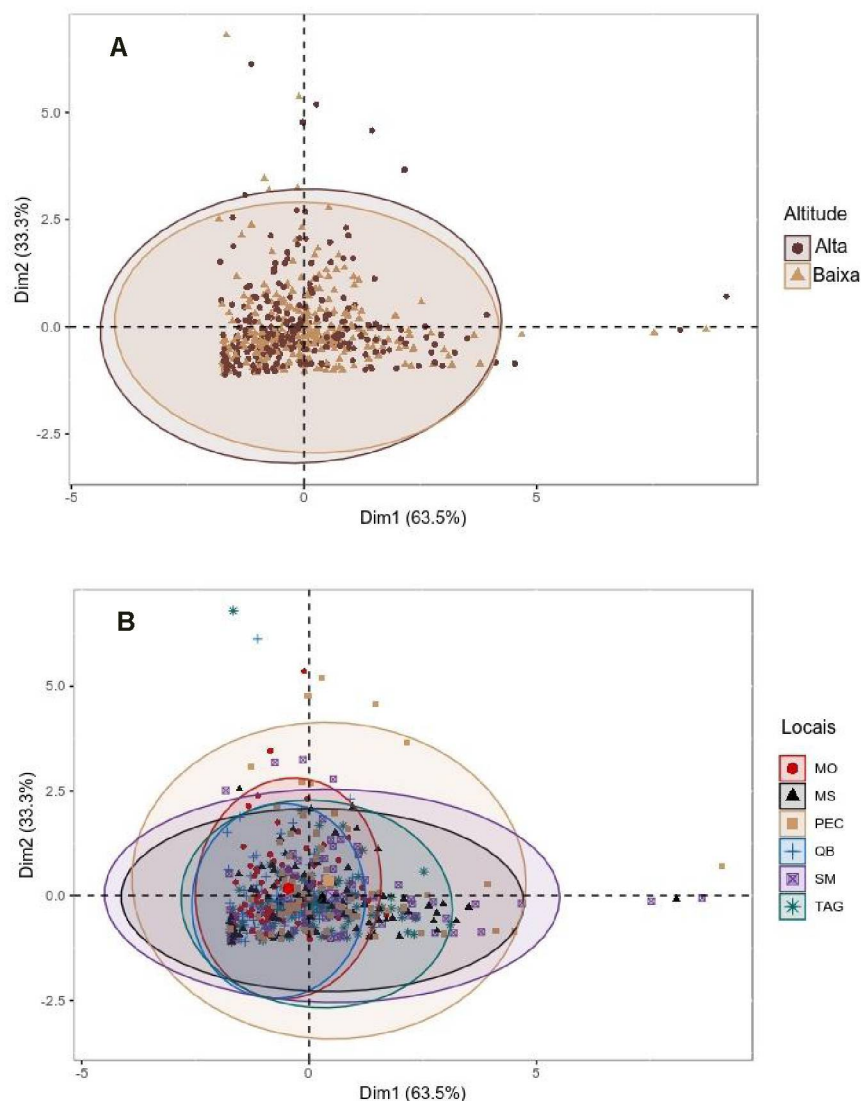 A
5.0
2.5
0.0
-2.5
Dim2 (33.3%)
-5
0
5
Dim1 (63.5%)
Altitude
Alta
Baixa
B
5.0
2.5
0.0
-2.5
Dim2 (33.3%)
-5
0
5
Dim1 (63.5%)
Locais
MO
MS
PEC
QB
SM
TAG